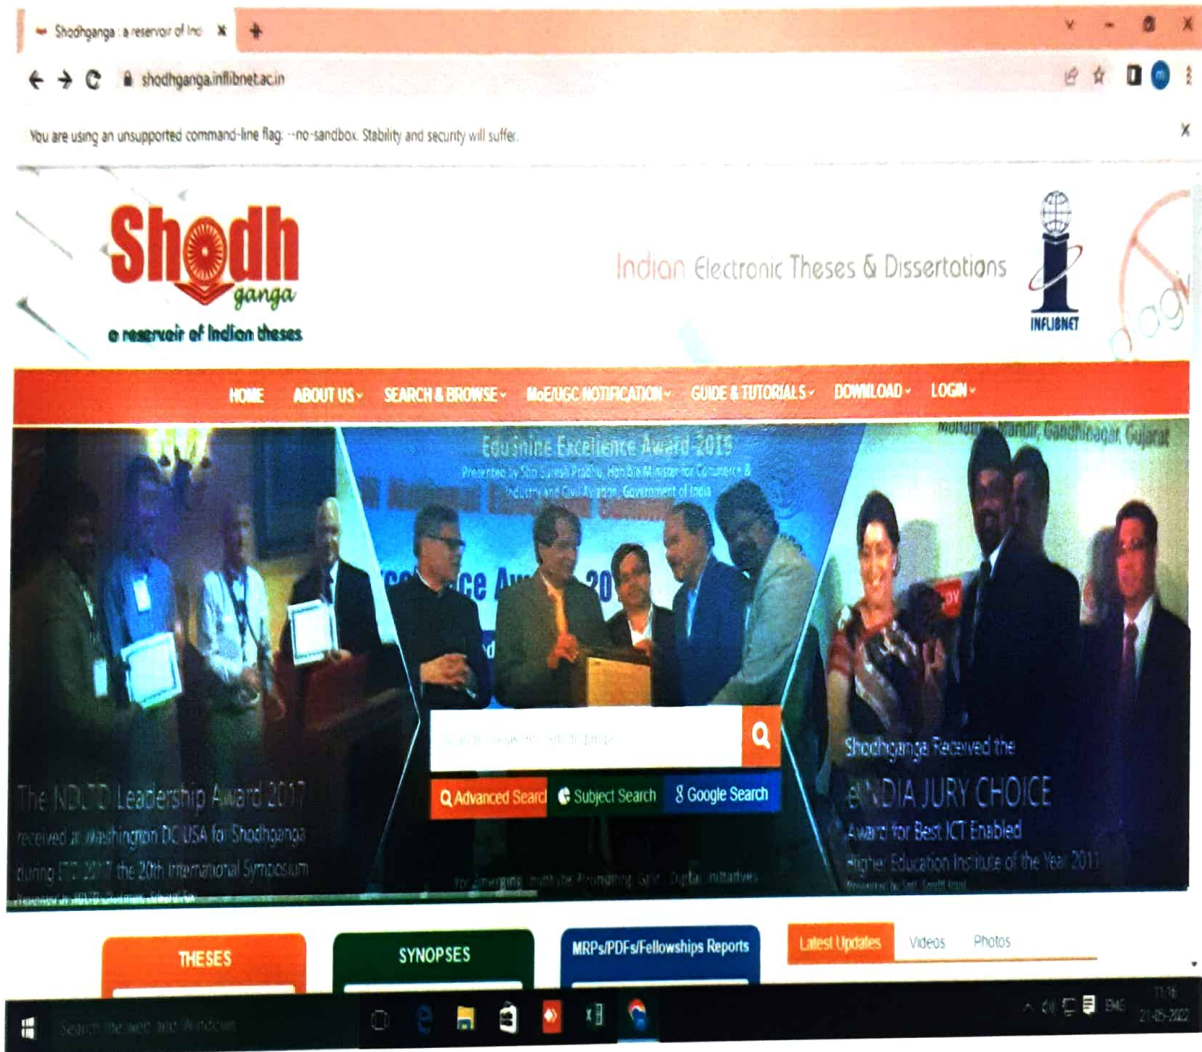 Shodhganga : a reservoir of Ind
shodhganga.inflibnet.ac.in
m
You are using an unsupported command-line flag: --no-sandbox. Stability and security will suffer.
Shodh
ganga
a reservoir of Indian theses
Indian Electronic Theses & Dissertations
INFLIBNET
HOME ABOUT US SEARCH & BROWSE MoE/UGC NOTIFICATION GUIDE & TUTORIALS DOWNLOAD LOGIN
EduShine Excellence Award-2019
Presented by Shri Suresh Prabhu, Hon'ble Minister for Commerce &
Industry and Civil Aviation, Government of India
Mandir, Gandhinagar, Gujarat
The NDLTD Leadership Award 2017
received at Washington DC USA for Shodhganga
during ETD 2017 the 20th International Symposium
Advanced Search Subject Search Google Search
Digital Initiatives
Shodhganga Received the
eINDIA JURY CHOICE
Award for Best ICT Enabled
Higher Education Institute of the Year 2011
THESES
SYNOPSES
MRPs/PDFs/Fellowships Reports
Latest Updates Videos Photos
Search the web and Windows
ENG
11:16
21-05-2022